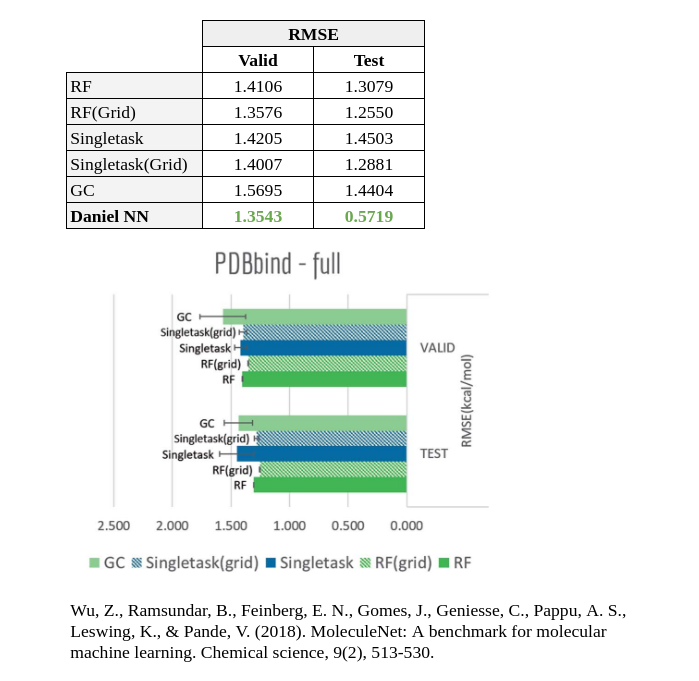 RMSE
Valid Test
RF 1.4106 1.3079
RF(Grid) 1.3576 1.2550
Singletask 1.4205 1.4503
Singletask(Grid) 1.4007 1.2881
GC 1.5695 1.4404
Daniel NN 1.3543 0.5719
PDBbind - full
GC
Singletask(grid)
Singletask
RF(grid)
RF
VALID
GC
Singletask(grid)
Singletask
RF(grid)
RF
TEST
RMSE(kcal/mol)
2.500 2.000 1.500 1.000 0.500 0.000
GC Singletask(grid) Singletask RF(grid) RF
Wu, Z., Ramsundar, B., Feinberg, E. N., Gomes, J., Geniesse, C., Pappu, A. S.,
Leswing, K., & Pande, V. (2018). MoleculeNet: A benchmark for molecular
machine learning. Chemical science, 9(2), 513-530.